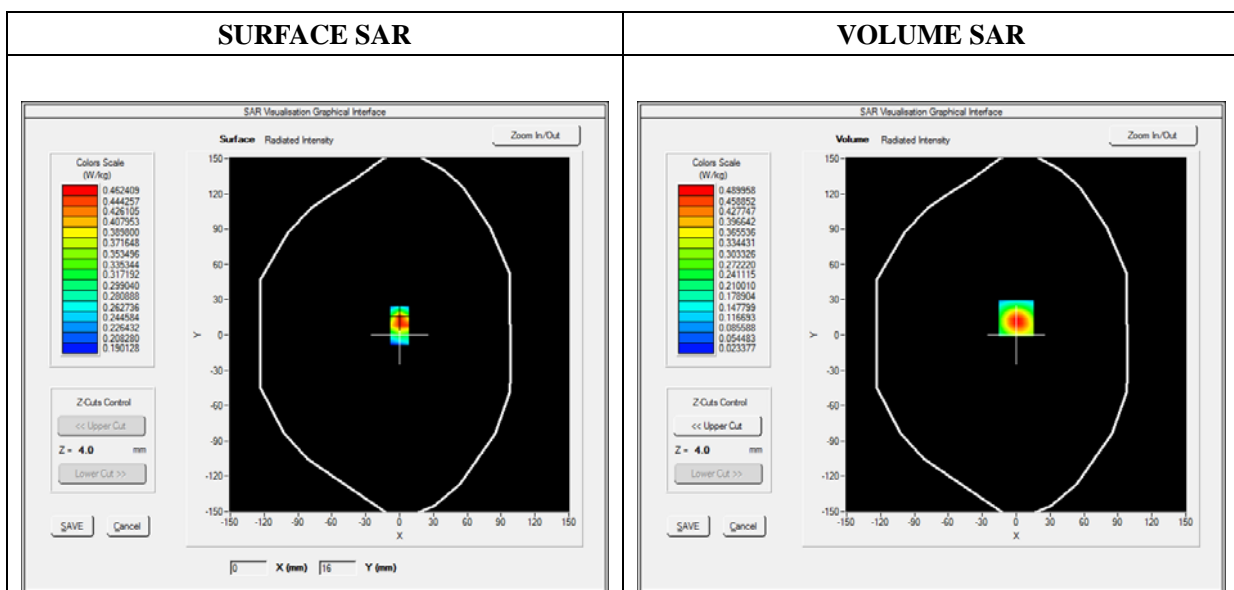 SURFACE SAR
SAR Visualisation Graphical Interface
Surface Radiated Intensity
Zoom In/Out
Colors Scale
(W/kg)
0.462409
0.444257
0.426105
0.407953
0.389800
0.371648
0.353496
0.335344
0.317192
0.299040
0.280888
0.262736
0.244584
0.226432
0.208280
0.190128
Z-Cuts Control
<< Upper Cut
Z = 4.0 mm
Lower Cut >>
SAVE Cancel
150
120
90
60
30
0
-30
-60
-90
-120
-150
Y
-150 -120 -90 -60 -30 0 30 60 90 120 150
X
0 X (mm) 16 Y (mm)
VOLUME SAR
SAR Visualisation Graphical Interface
Volume Radiated Intensity
Zoom In/Out
Colors Scale
(W/kg)
0.489958
0.458852
0.427747
0.396642
0.365536
0.334431
0.303326
0.272220
0.241115
0.210010
0.178904
0.147799
0.116693
0.085588
0.054483
0.023377
Z-Cuts Control
<< Upper Cut
Z = 4.0 mm
Lower Cut >>
SAVE Cancel
150
120
90
60
30
0
-30
-60
-90
-120
-150
Y
-150 -120 -90 -60 -30 0 30 60 90 120 150
X